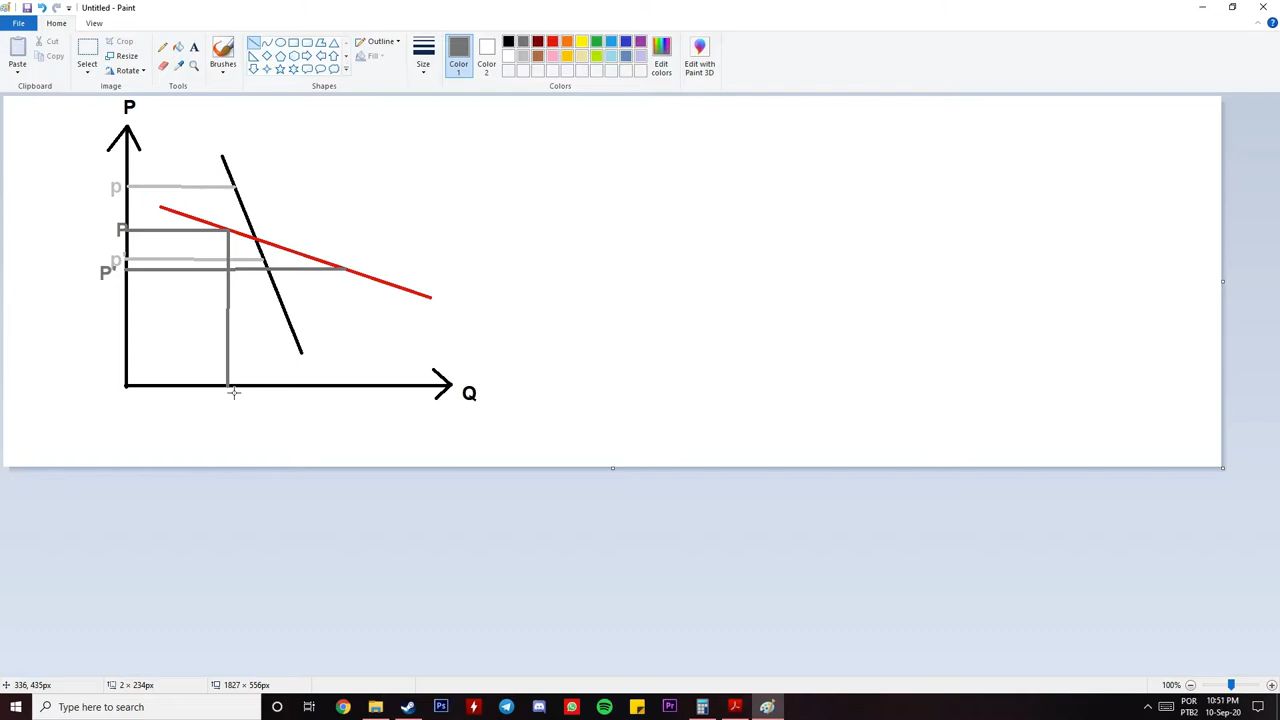 Untitled - Paint
File
Home
View
Paste
Cut
Copy
Clipboard
Select
Crop
Resize
Rotate
Image
A
Tools
Brushes
Outline
Fill
Shapes
Size
Color 1
Color 2
Edit colors
Colors
Edit with Paint 3D
P
p
P
p'
P'
Q
336, 435px
2 × 234px
1827 × 556px
100%
Type here to search
Ps
Pr
POR
PTB2
10:51 PM
10-Sep-20